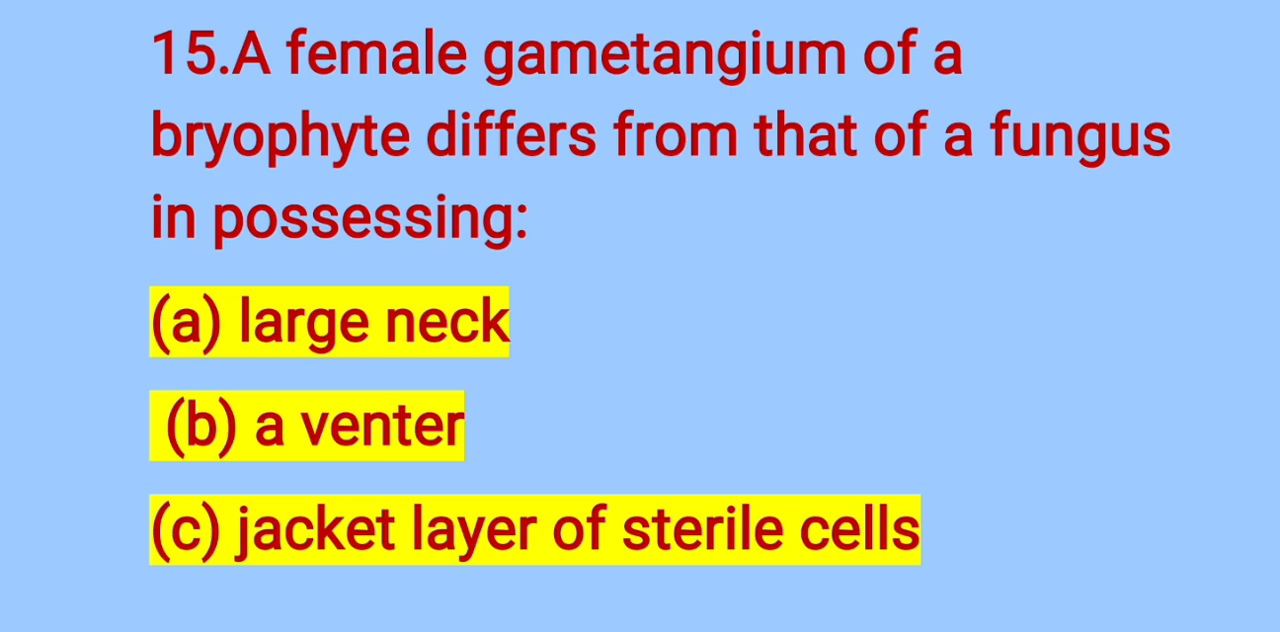 15.A female gametangium of a
bryophyte differs from that of a fungus
in possessing:
(a) large neck
(b) a venter
(c) jacket layer of sterile cells